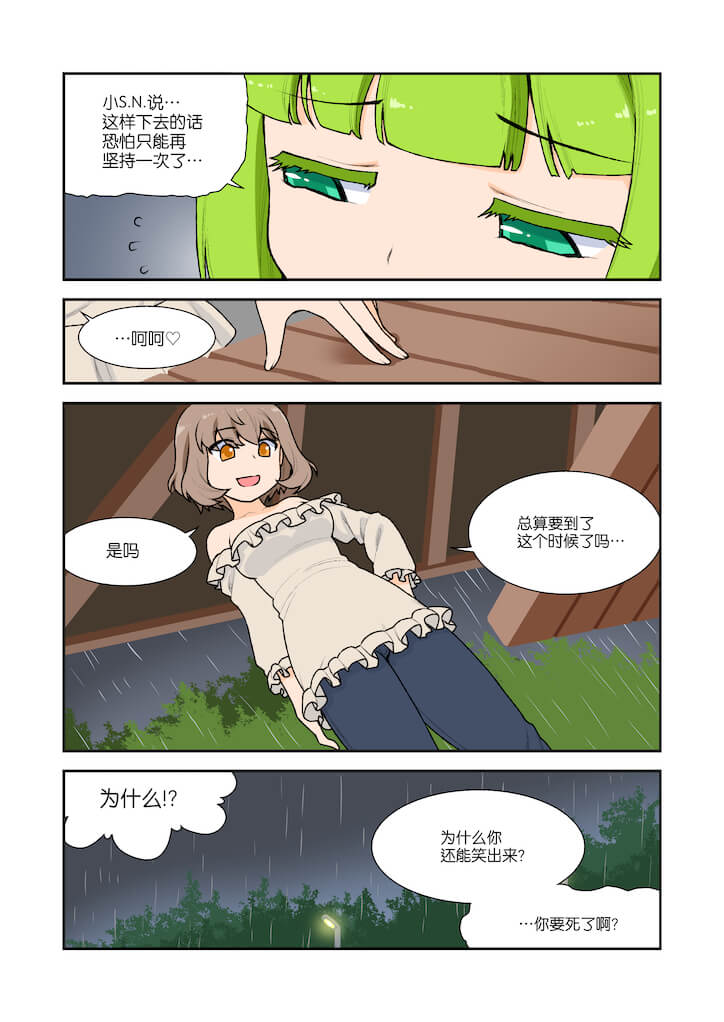 小S.N.说…
这样下去的话
恐怕只能再
坚持一次了…
…呵呵♡
是吗
总算要到了
这个时候了吗…
为什么!?
为什么你
还能笑出来?
…你要死了啊?